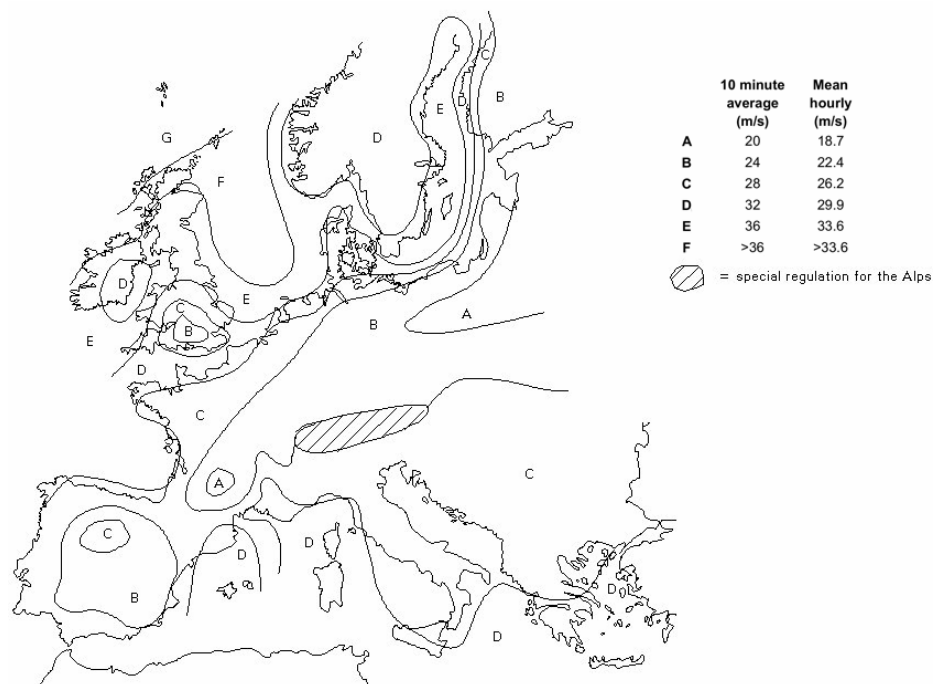 C
B
D
E
D
10 minute average (m/s) Mean hourly (m/s)
A 20 18.7
B 24 22.4
C 28 26.2
D 32 29.9
E 36 33.6
F >36 >33.6
= special regulation for the Alps
G
F
D
E
C
B
A
B
E
D
C
A
C
C
D
D
B
D
D